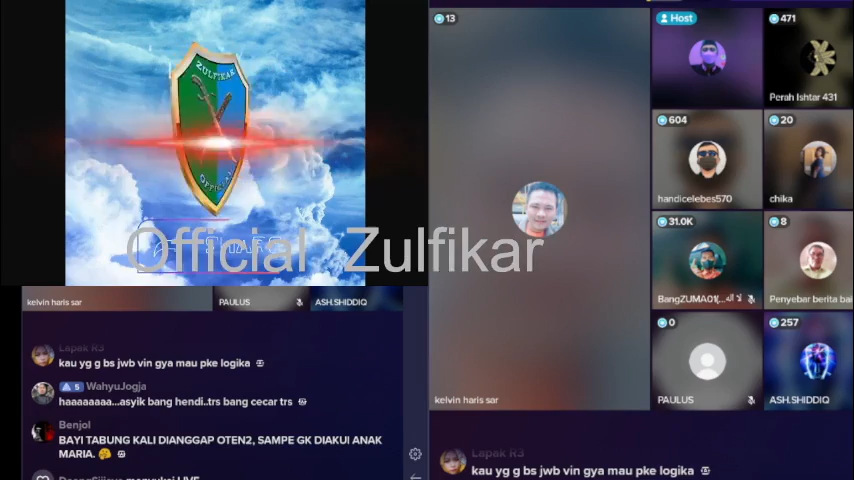 ZULFIKAR
OFFICIAL
Official Zulfikar
kelvin haris sar
PAULUS
ASH.SHIDDIQ
Lapak R3
kau yg g bs jwb vin gya mau pke logika
5 WahyuJogja
haaaaaaaa...asyik bang hendi..trs bang cecar trs
Benjol
BAYI TABUNG KALI DIANGGAP OTEN2, SAMPE GK DIAKUI ANAK
MARIA.
13
kelvin haris sar
Host
471
Perah Ishtar 431
604
handicelebes570
20
chika
31.0K
BangZUMA01(...
8
Penyebar berita bai
0
PAULUS
257
ASH.SHIDDIQ
Lapak R3
kau yg g bs jwb vin gya mau pke logika